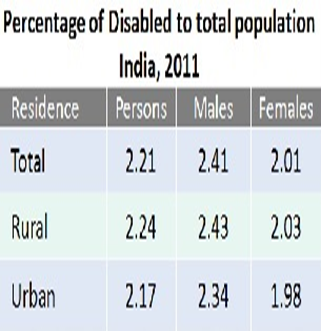 Percentage of Disabled to total population
India, 2011
Residence Persons Males Females
Total 2.21 2.41 2.01
Rural 2.24 2.43 2.03
Urban 2.17 2.34 1.98